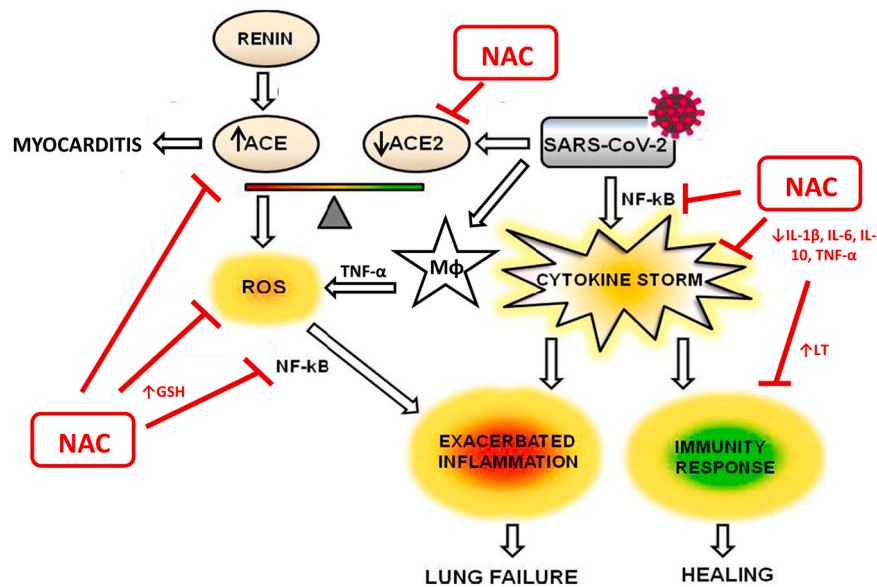 RENIN
NAC
MYOCARDITIS
↑ACE
↓ACE2
SARS-CoV-2
NF-kB
NAC
↓IL-1β, IL-6, IL-
10, TNF-α
TNF-α
Mϕ
ROS
CYTOKINE STORM
↑LT
NF-kB
↑GSH
NAC
EXACERBATED
INFLAMMATION
IMMUNITY
RESPONSE
LUNG FAILURE
HEALING